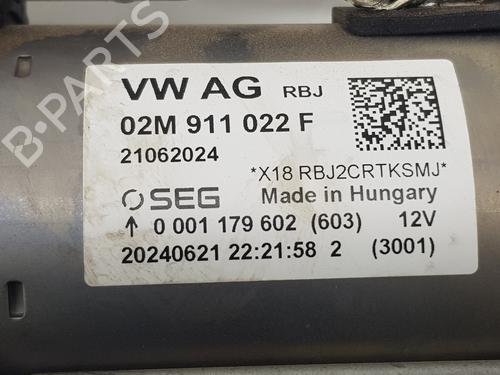 B-PARTS
VW AG RBJ
02M 911 022 F
21062024
*X18 RBJ2CRTKSMJ*
SEG Made in Hungary
↑ 0 001 179 602 (603) 12V
20240621 22:21:58 2 (3001)